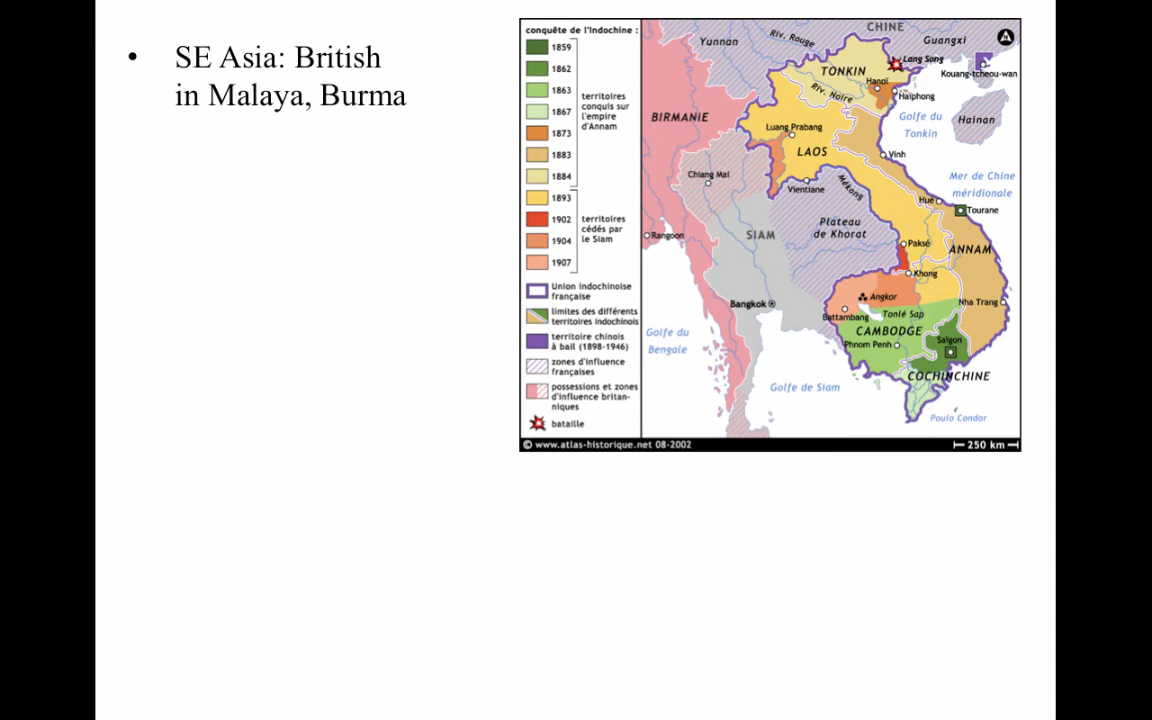 • SE Asia: British
in Malaya, Burma
conquête de l'Indochine :
1859
1862
1863
1867
1873
1883
1884
territoires
conquis sur
l'empire
d'Annam
1893
1902
1904
1907
territoires
cédés par
le Siam
Union indochinoise
française
limites des différents
territoires indochinois
territoire chinois
à bail (1898-1946)
zones d'influence
françaises
possessions et zones
d'influence britan-
niques
bataille
CHINE
Yunnan
Riv. Rouge
Guangxi
Lang Song
Kouang-tcheou-wan
TONKIN
Hanoï
Haïphong
Riv. Noire
BIRMANIE
Golfe du
Tonkin
Hainan
Luang Prabang
LAOS
Vinh
Chiang Mai
Vientiane
Mékong
Mer de Chine
méridionale
Hué
Tourane
Plateau
de Khorat
Rangoon
SIAM
Paksé
ANNAM
Khong
Angkor
Bangkok
Nha Trang
Battambang
Tonlé Sap
CAMBODGE
Golfe du
Bengale
Saïgon
Phnom Penh
COCHINCHINE
Golfe de Siam
Poulo Condor
© www.atlas-historique.net 08-2002
250 km